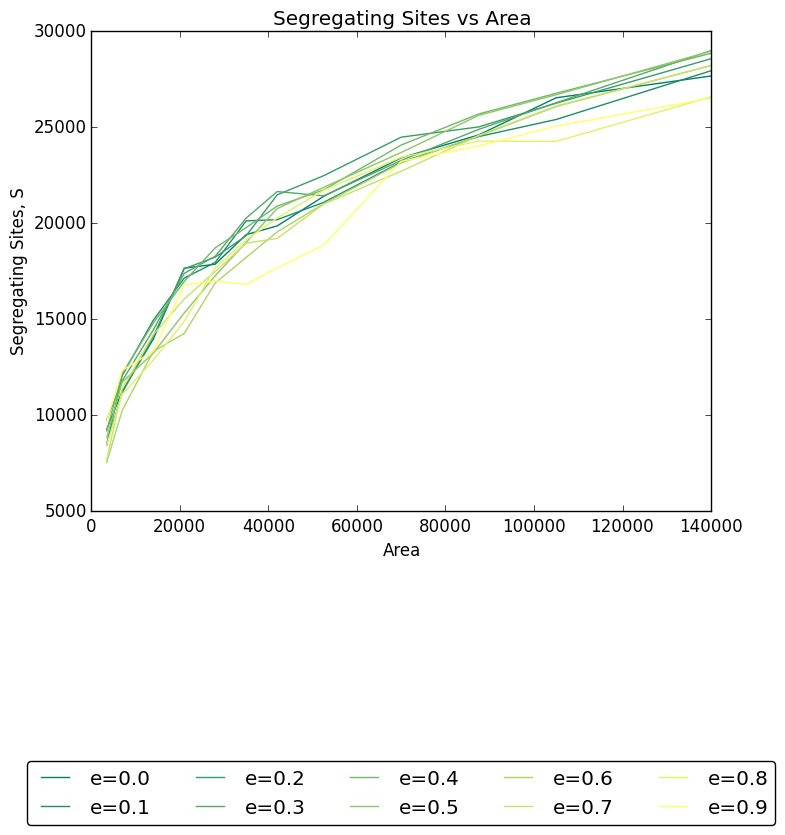 Segregating Sites vs Area
30000
25000
20000
15000
10000
5000
Segregating Sites, S
0 20000 40000 60000 80000 100000 120000 140000
Area
e=0.0 e=0.2 e=0.4 e=0.6 e=0.8
e=0.1 e=0.3 e=0.5 e=0.7 e=0.9